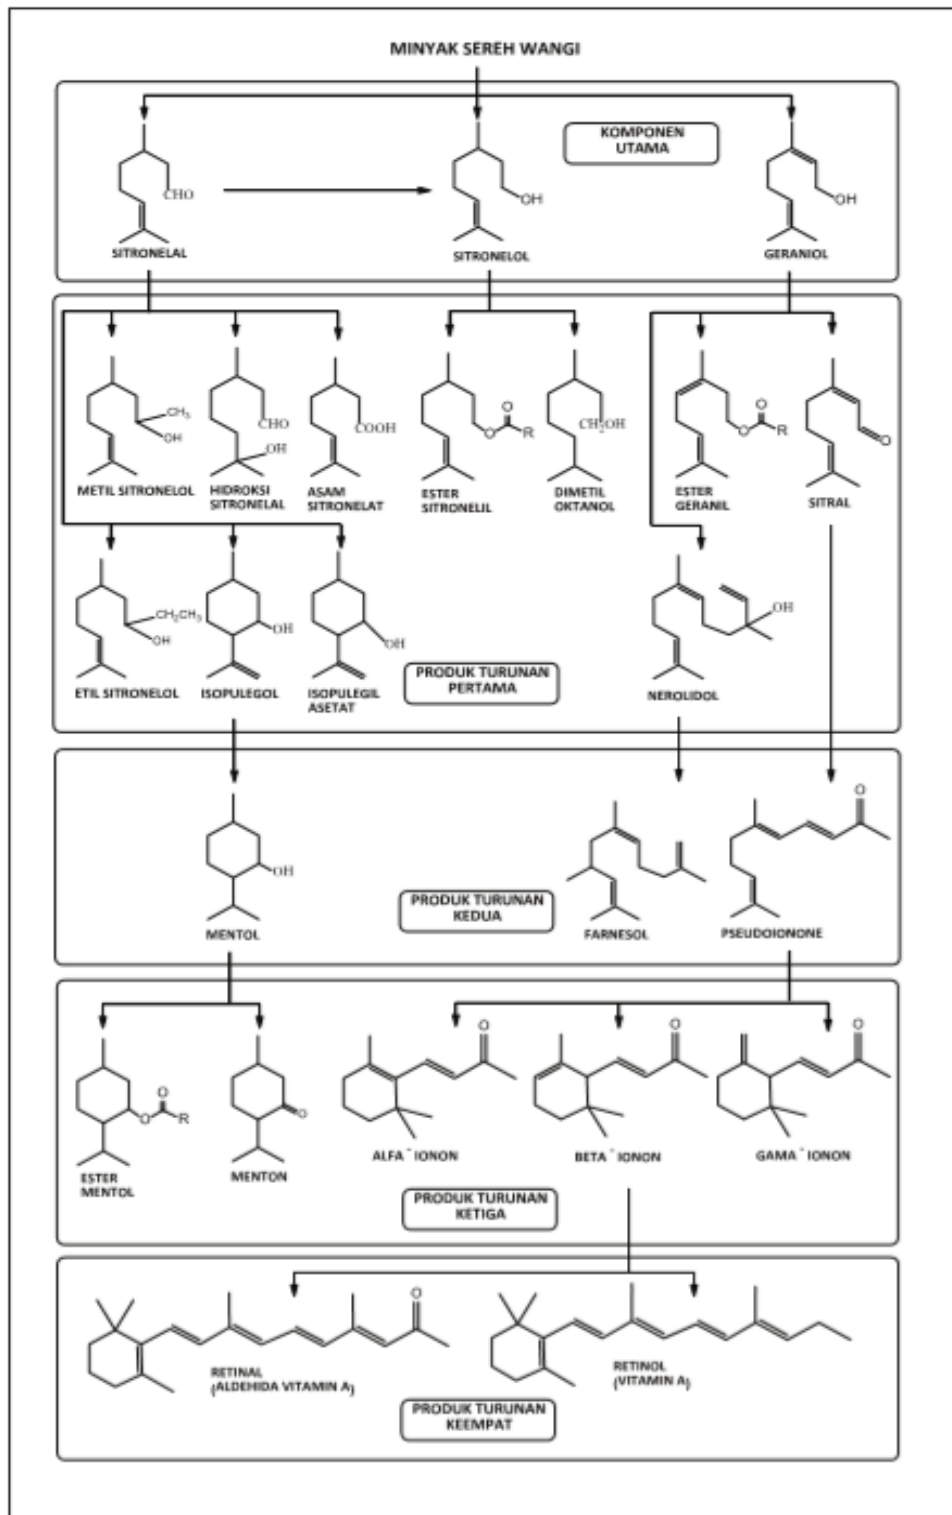 MINYAK SEREH WANGI
KOMPONEN
UTAMA
CHO
OH
OH
SITRONELAL
SITRONELOL
GERANIOL
CH3
OH
CHO
OH
COOH
O
O
R
CH2OH
O
O
R
O
METIL SITRONELOL
HIDROKSI
SITRONELAL
ASAM
SITRONELAT
ESTER
SITRONELIL
DIMETIL
OKTANOL
ESTER
GERANIL
SITRAL
CH2CH3
OH
OH
OH
OH
ETIL SITRONELOL
ISOPULEGOL
ISOPULEGIL
ASETAT
PRODUK TURUNAN
PERTAMA
NEROLIDOL
OH
O
MENTOL
PRODUK TURUNAN
KEDUA
FARNESOL
PSEUDOIONONE
O
O
R
O
O
O
O
ESTER
MENTOL
MENTON
ALFA - IONON
BETA - IONON
GAMA - IONON
PRODUK TURUNAN
KETIGA
O
RETINAL
(ALDEHIDA VITAMIN A)
RETINOL
(VITAMIN A)
PRODUK TURUNAN
KEEMPAT